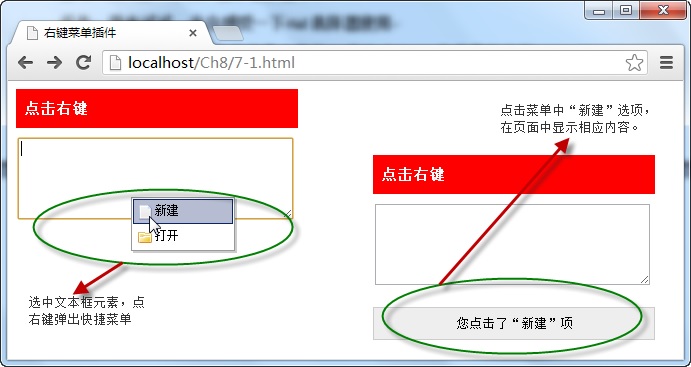 右键菜单插件
localhost/Ch8/7-1.html
点击右键
新建
打开
选中文本框元素，点
右键弹出快捷菜单
点击菜单中“新建”选项，
在页面中显示相应内容。
点击右键
您点击了“新建”项